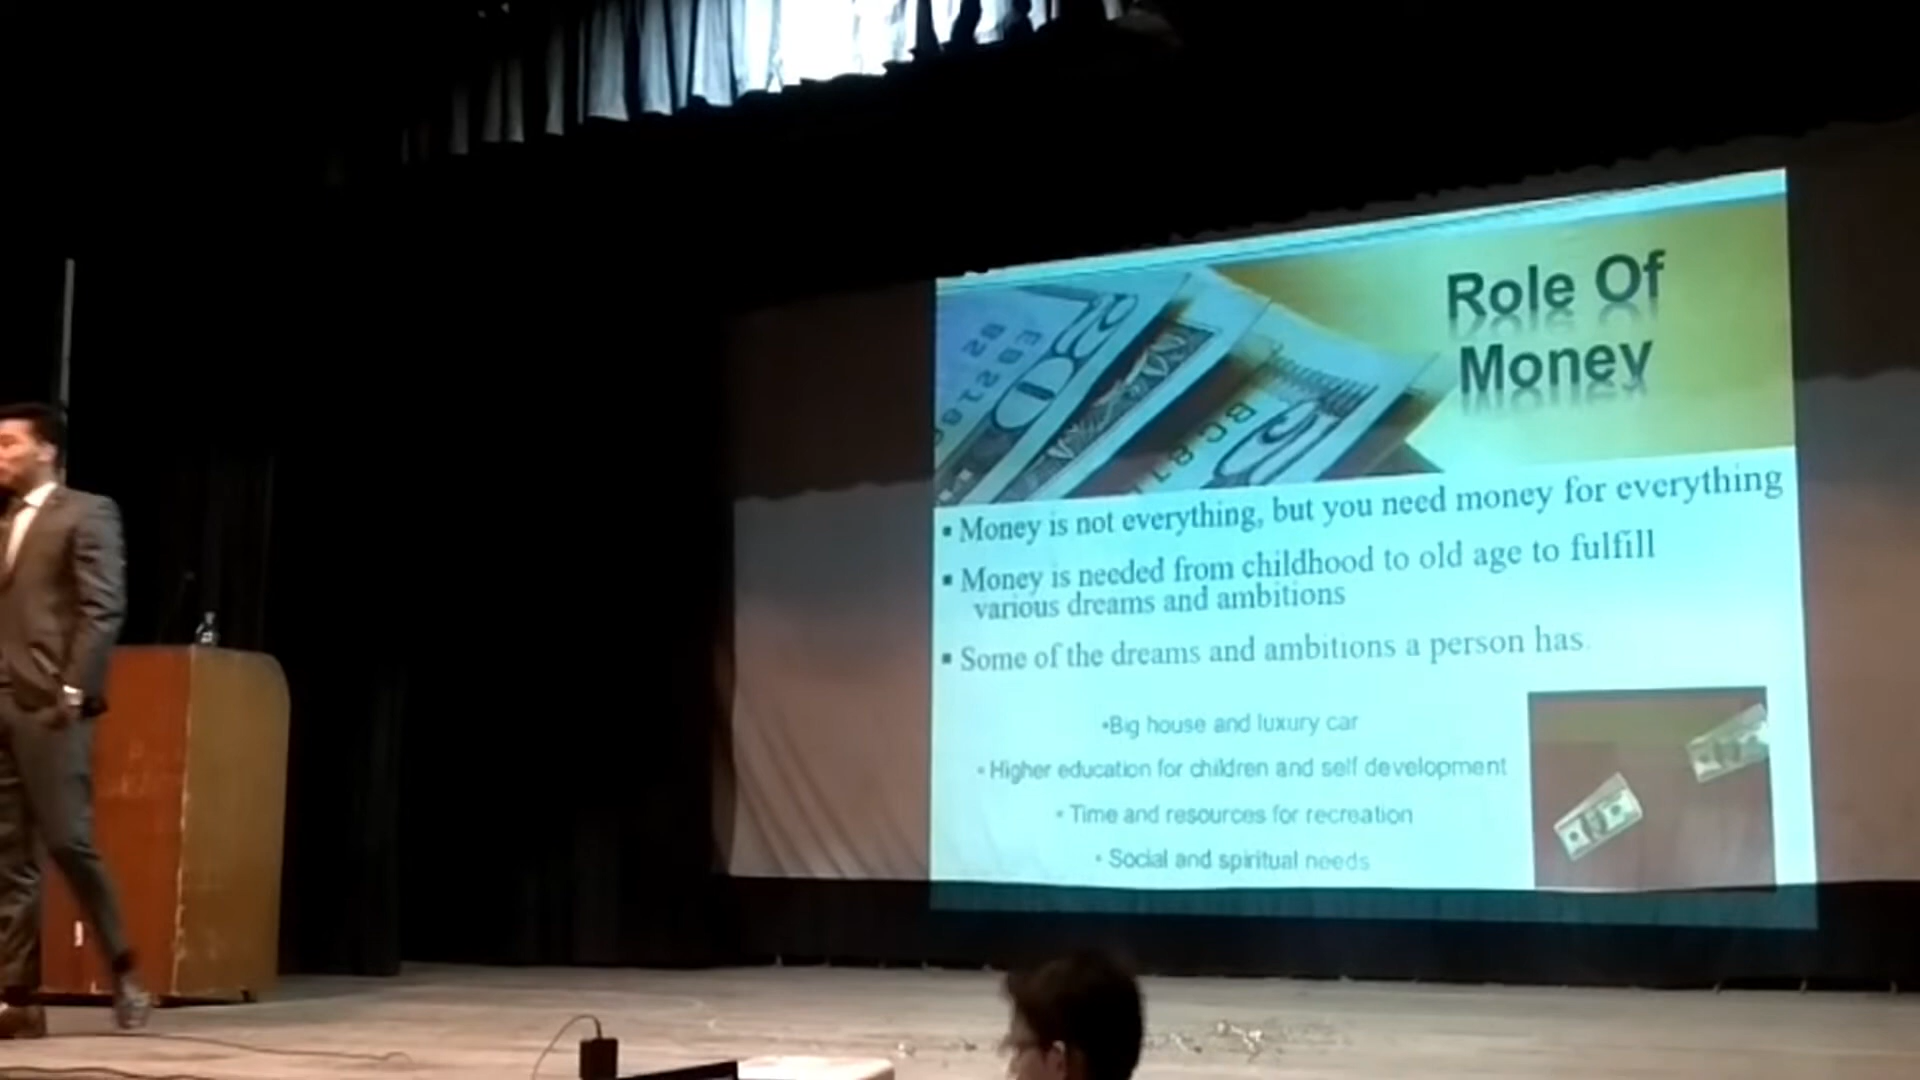 Role Of
Money
▪ Money is not everything, but you need money for everything
▪ Money is needed from childhood to old age to fulfill
various dreams and ambitions
▪ Some of the dreams and ambitions a person has.
•Big house and luxury car
• Higher education for children and self development
• Time and resources for recreation
• Social and spiritual needs